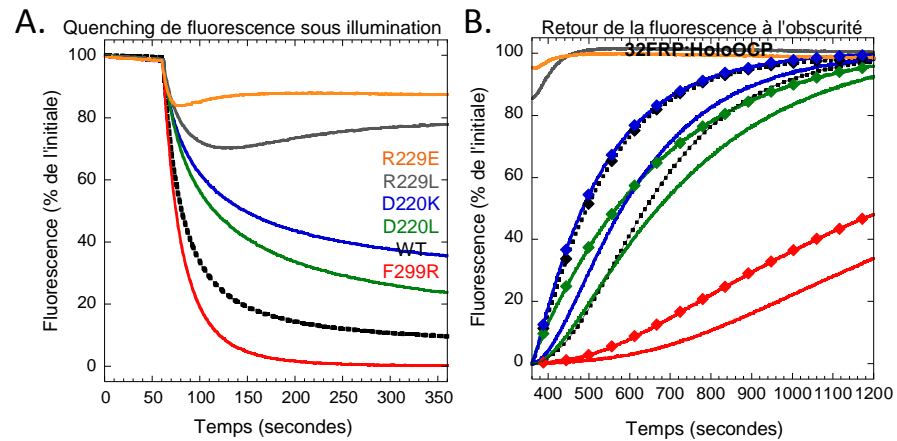 A. Quenching de fluorescence sous illumination
Fluorescence (% de l'initiale)
100
80
60
40
20
0
R229E
R229L
D220K
D220L
WT
F299R
0 50 100 150 200 250 300 350
Temps (secondes)
B. Retour de la fluorescence à l'obscurité
32FRP:HoloOCP
Fluorescence (% de l'initiale)
100
80
60
40
20
0
400 500 600 700 800 900 1000 1100 1200
Temps (secondes)